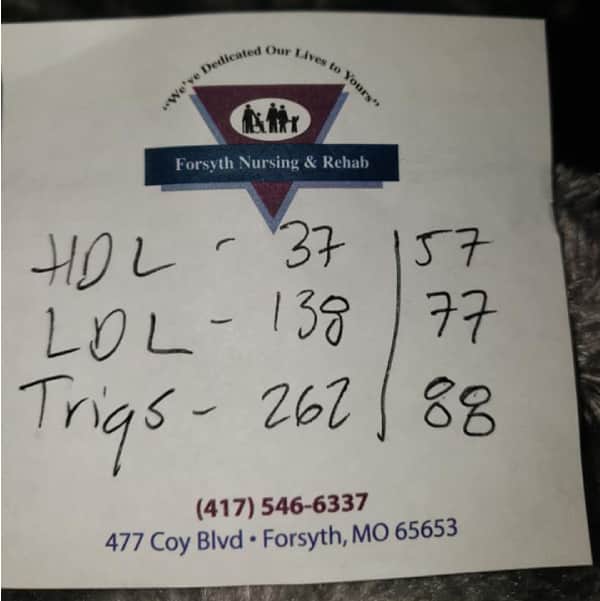 "We've Dedicated Our Lives to Yours"
Forsyth Nursing & Rehab
HDL - 37 | 57
LDL - 138 | 77
Trigs - 262 | 88
(417) 546-6337
477 Coy Blvd • Forsyth, MO 65653